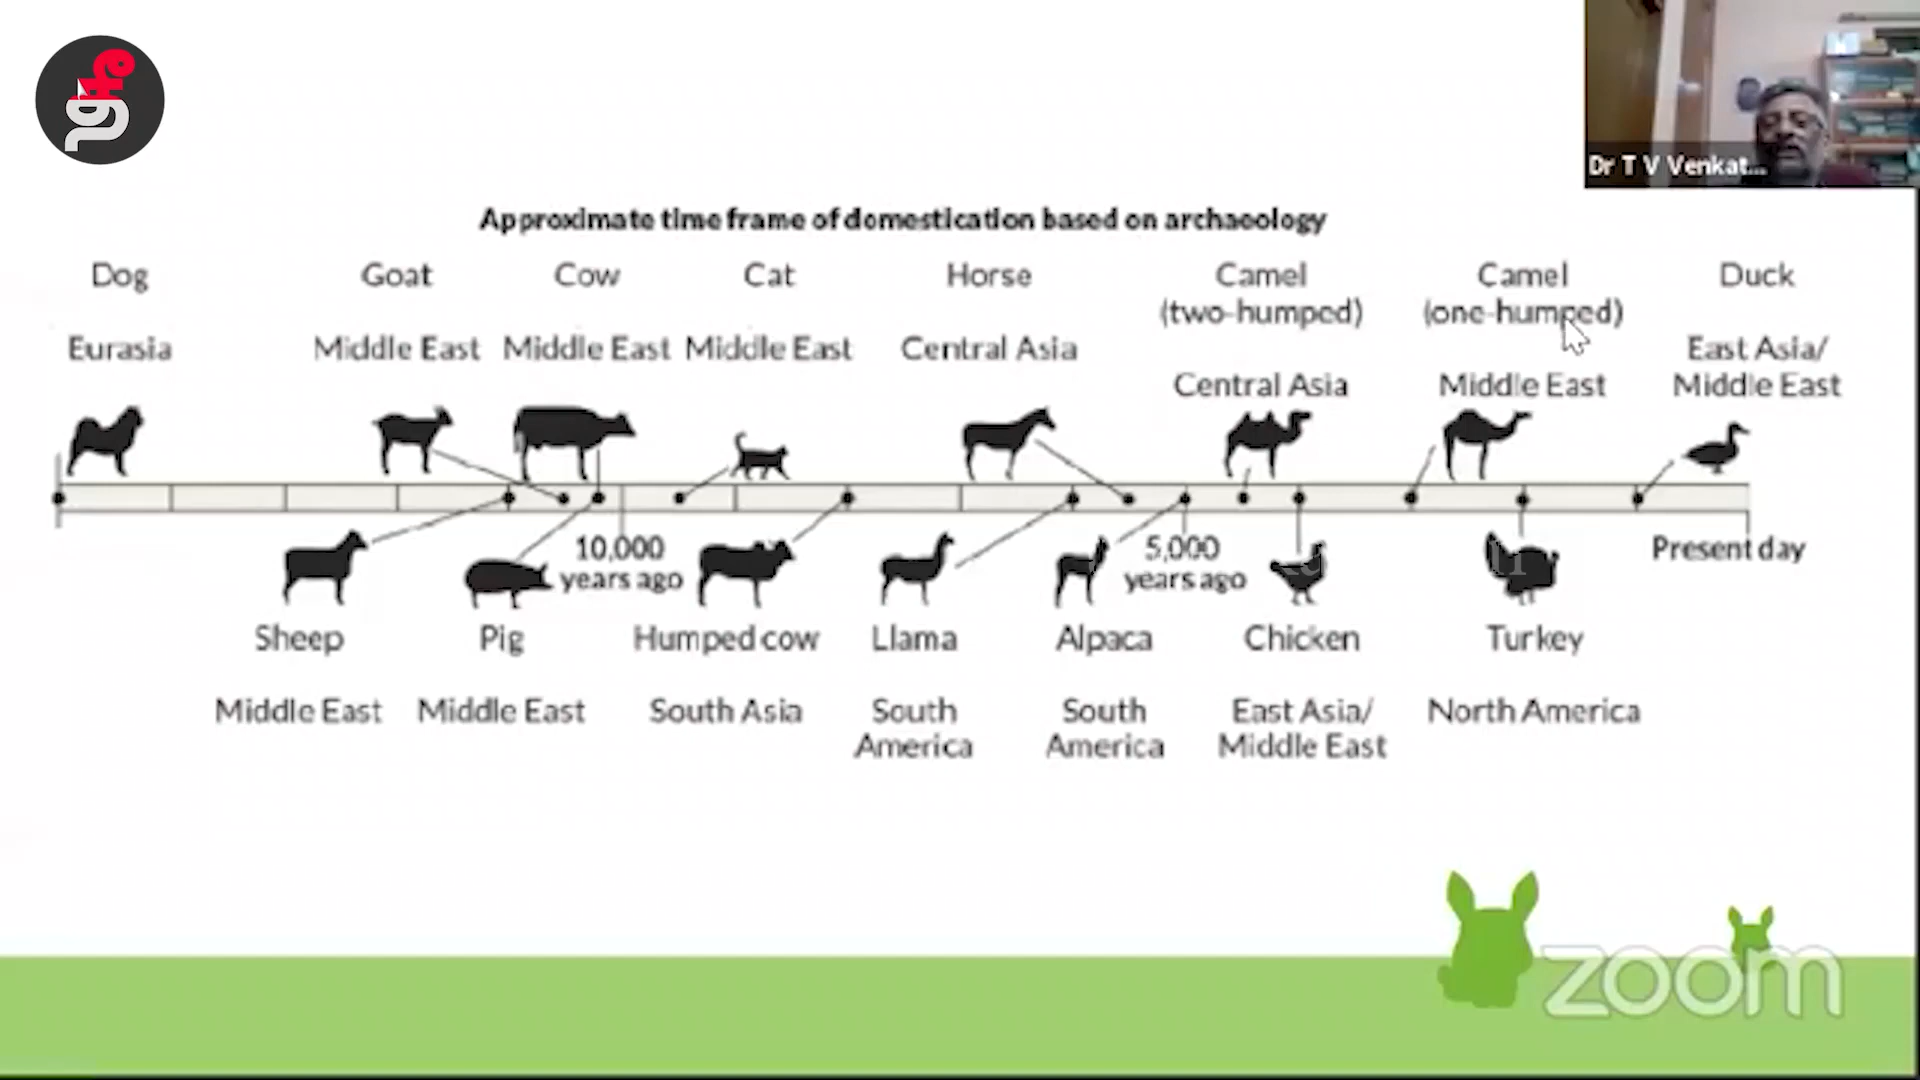 Dr T V Venkat...
Approximate time frame of domestication based on archaeology
Dog
Goat
Cow
Cat
Horse
Camel
(two-humped)
Camel
(one-humped)
Duck
Eurasia
Middle East
Middle East
Middle East
Central Asia
Central Asia
Middle East
East Asia/
Middle East
10,000
years ago
5,000
years ago
Present day
Sheep
Pig
Humped cow
Llama
Alpaca
Chicken
Turkey
Middle East
Middle East
South Asia
South
America
South
America
East Asia/
Middle East
North America
zoom